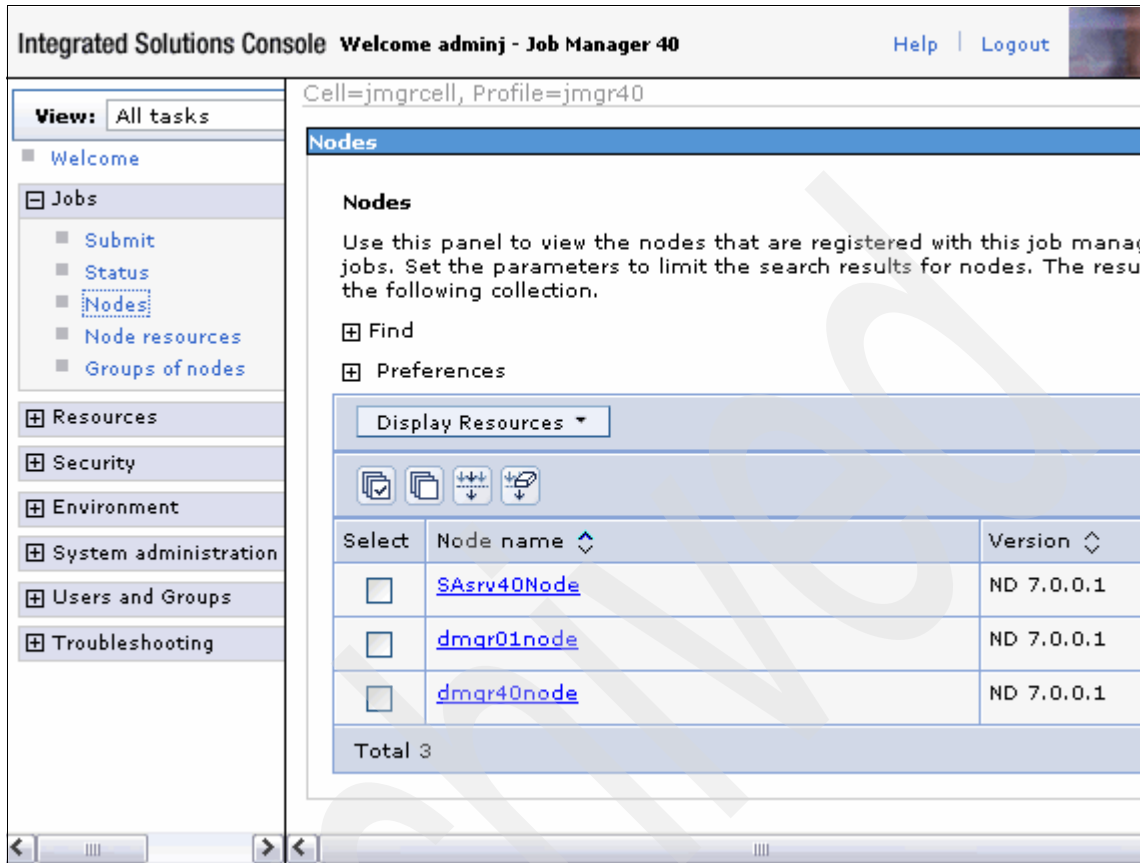 Integrated Solutions Console Welcome adminj - Job Manager 40 Help Logout
Cell=jmgrcell, Profile=jmgr40
View: All tasks
Welcome
Jobs
Submit
Status
Nodes
Node resources
Groups of nodes
Resources
Security
Environment
System administration
Users and Groups
Troubleshooting
Nodes
Nodes
Use this panel to view the nodes that are registered with this job manag
jobs. Set the parameters to limit the search results for nodes. The resu
the following collection.
Find
Preferences
Display Resources
Select Node name Version
SAsrv40Node ND 7.0.0.1
dmgr01node ND 7.0.0.1
dmgr40node ND 7.0.0.1
Total 3